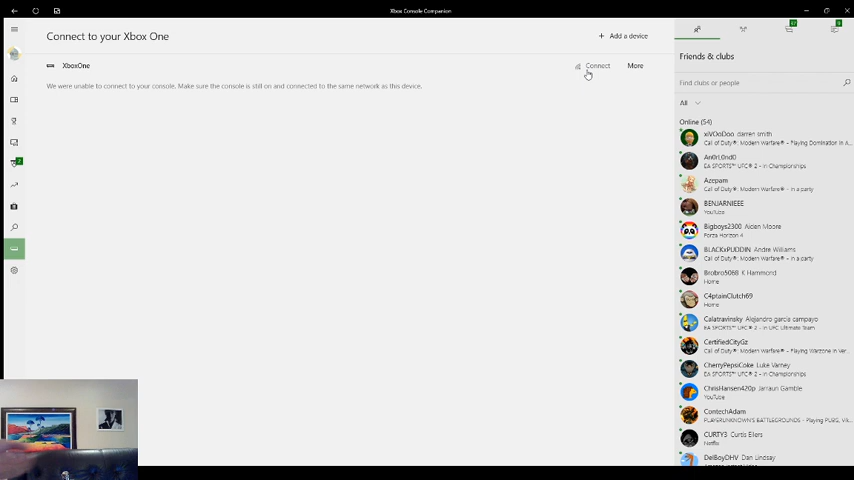 Xbox Console Companion
Connect to your Xbox One
+ Add a device
XboxOne
Connect
More
We were unable to connect to your console. Make sure the console is still on and connected to the same network as this device.
Friends & clubs
Find clubs or people
All
Online (54)
xiVOoDoo darren smith
Call of Duty®: Modern Warfare® - Playing Domination in A...
An0rL0nd0
EA SPORTS™ UFC® 2 - In Championships
Azepam
Call of Duty®: Modern Warfare® - in a party
BENJARNIEEE
YouTube
Bigboys2300 Aiden Moore
Forza Horizon 4
BLACKxPUDDIN Andre Williams
Call of Duty®: Modern Warfare® - in a party
Brobro5068 K Hammond
Home
C4ptainClutch69
Home
Calatravinsky Alejandro garcia campayo
EA SPORTS™ UFC® 2 - in UFC Ultimate Team
CertifiedCityGz
Call of Duty®: Modern Warfare® - Playing Warzone in Ver...
CherryPepsiCoke Luke Varney
EA SPORTS™ UFC® 2 - In Championships
ChrisHansen420p Jarraun Gamble
YouTube
ContechAdam
PLAYERUNKNOWN'S BATTLEGROUNDS - Playing PUBG, Vik...
CURTY3 Curtis Eilers
Netflix
DelBoyDHV Dan Lindsay